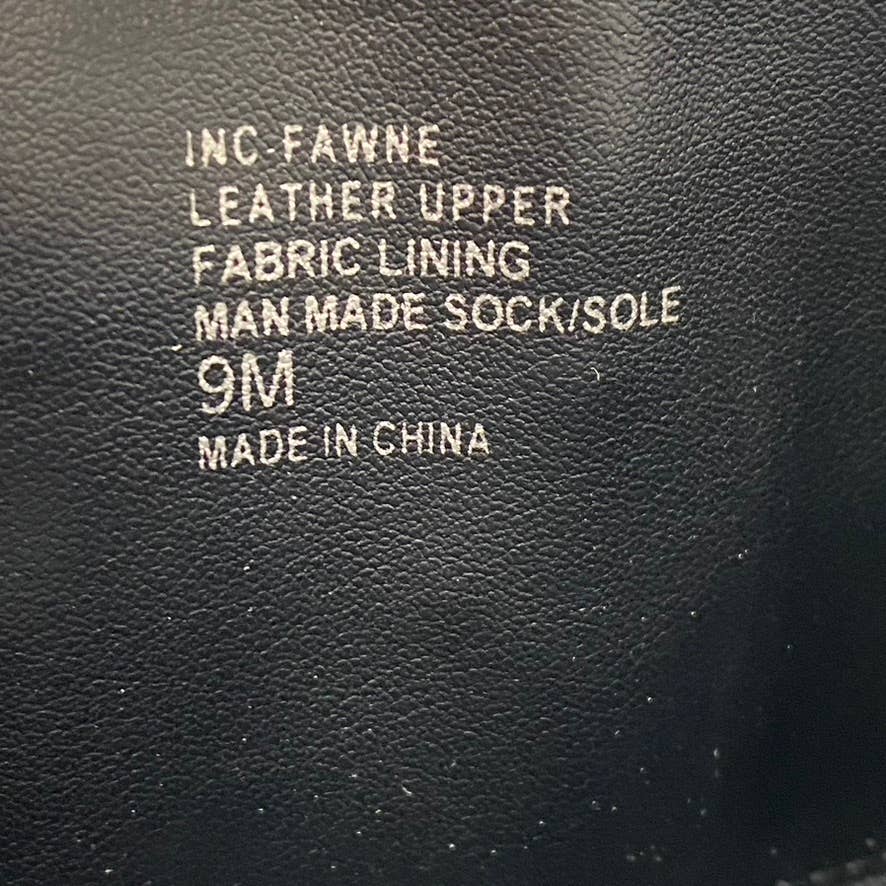 INC-FAWNE
LEATHER UPPER
FABRIC LINING
MAN MADE SOCK/SOLE
9M
MADE IN CHINA